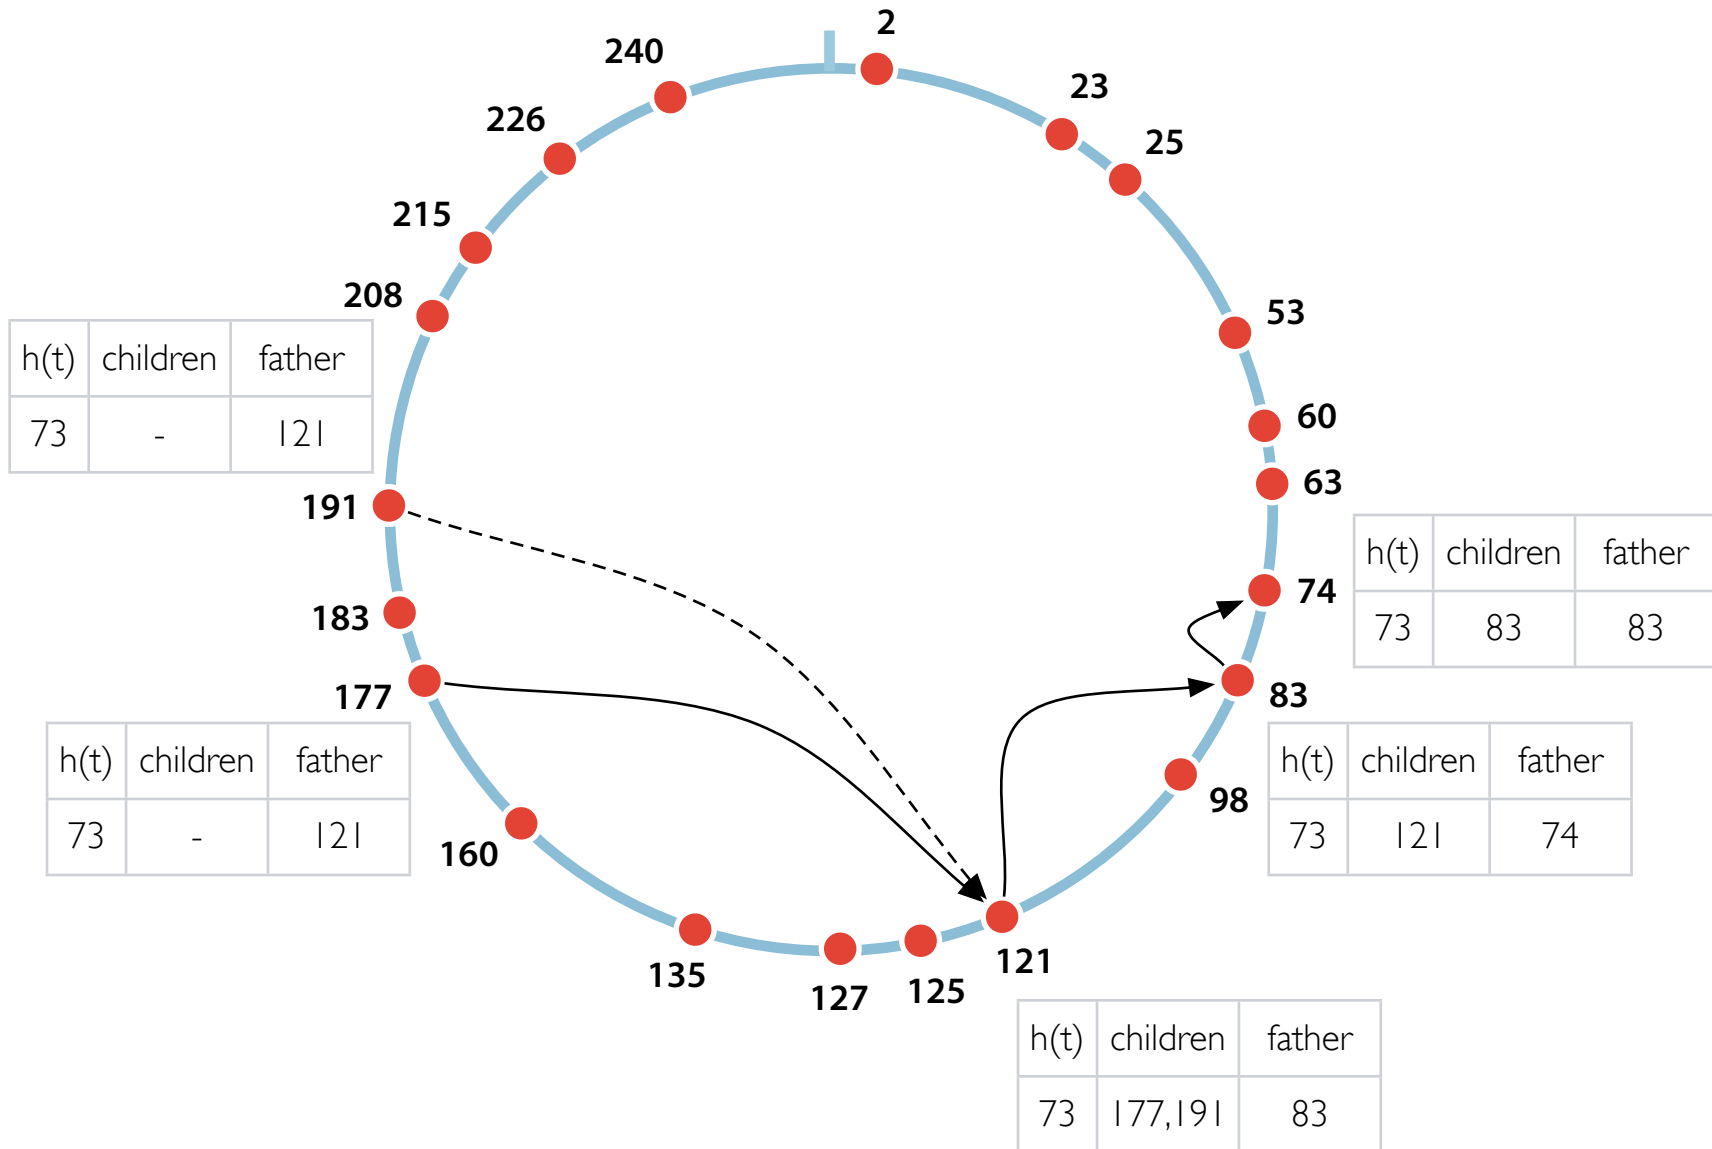 2
240
23
226
25
215
208
53
h(t) children father
73 - 121
60
63
191
h(t) children father
74
73 83 83
183
177
83
h(t) children father
73 - 121
h(t) children father
73 121 74
98
160
121
135
125
127
h(t) children father
73 177,191 83